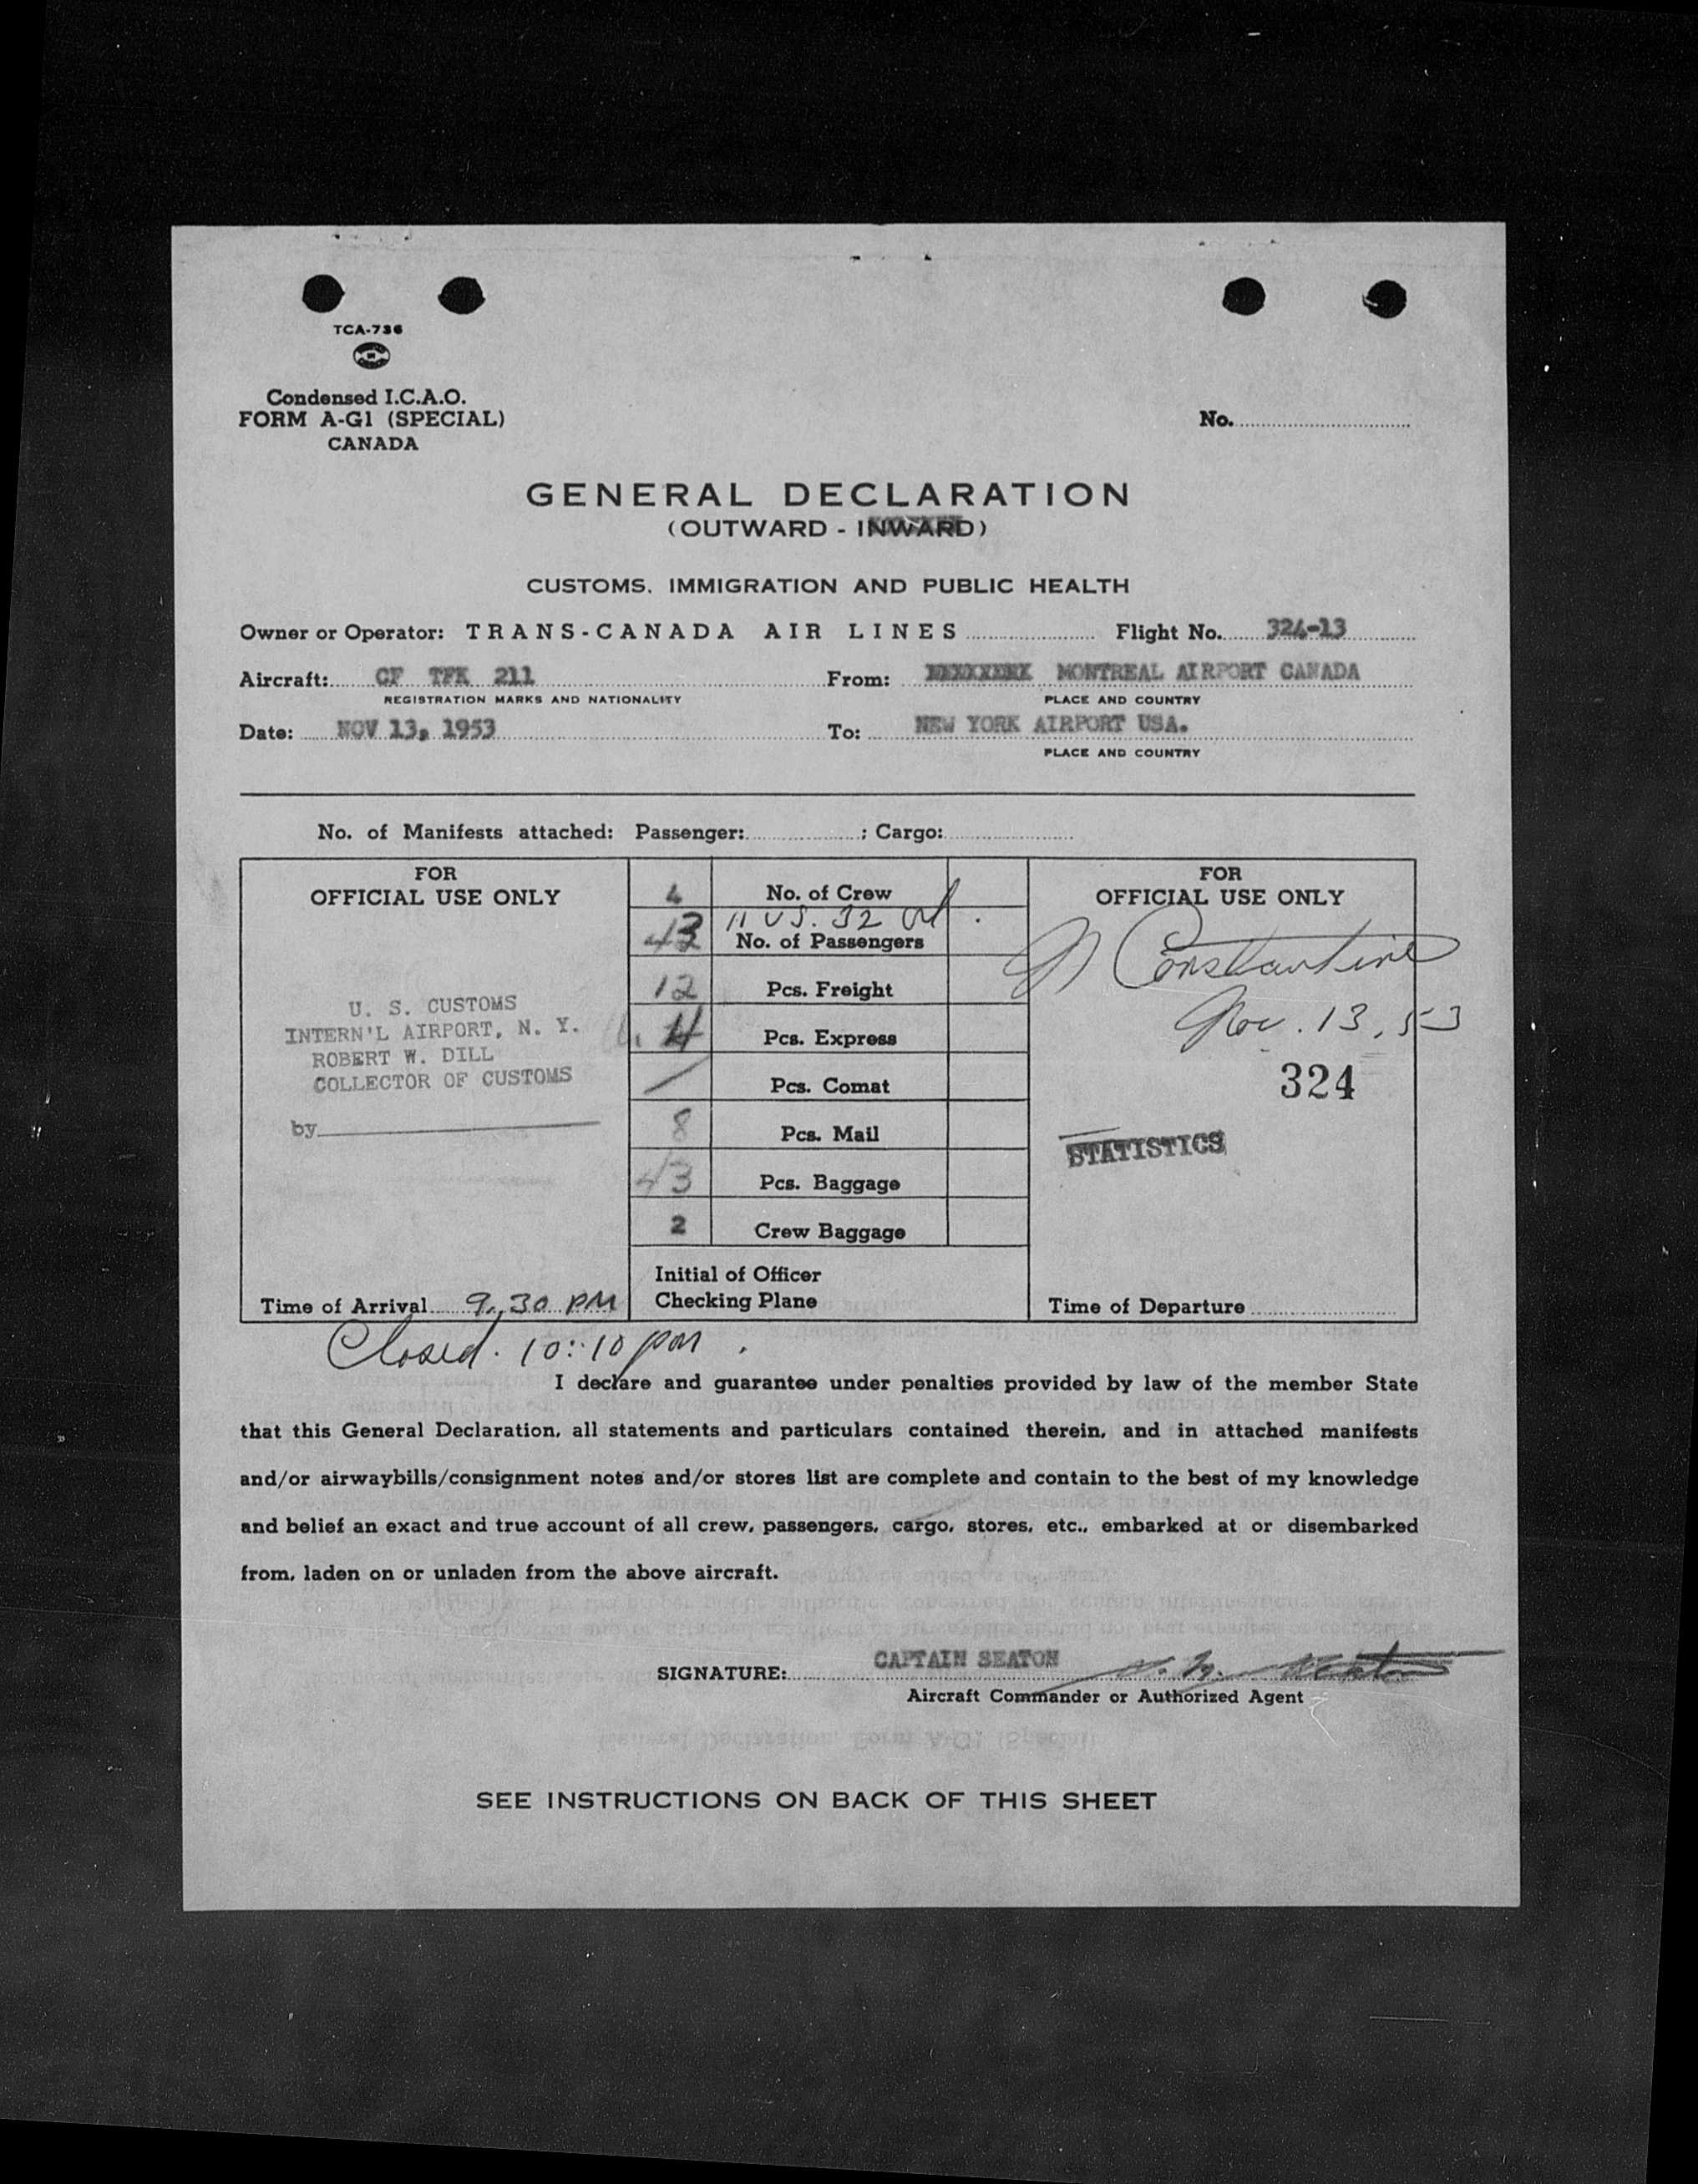 TCA-736
Condensed I.C.A.O.
FORM A-G1 (SPECIAL)
CANADA
No.
GENERAL DECLARATION
(OUTWARD - INWARD)
CUSTOMS, IMMIGRATION AND PUBLIC HEALTH
Owner or Operator: TRANS-CANADA AIR LINES Flight No. 324-13
Aircraft: CF TFK 211 From: MONTREAL AIRPORT CANADA
REGISTRATION MARKS AND NATIONALITY PLACE AND COUNTRY
Date: NOV 13, 1953 To: NEW YORK AIRPORT USA.
PLACE AND COUNTRY
No. of Manifests attached: Passenger: ; Cargo:
FOR
OFFICIAL USE ONLY
U. S. CUSTOMS
INTERN'L AIRPORT, N. Y.
ROBERT W. DILL
COLLECTOR OF CUSTOMS
by
Time of Arrival 9.30 PM
4 No. of Crew
11 US. 32
43 No. of Passengers
12 Pcs. Freight
4 Pcs. Express
Pcs. Comat
8 Pcs. Mail
43 Pcs. Baggage
2 Crew Baggage
Initial of Officer
Checking Plane
FOR
OFFICIAL USE ONLY
Constantine
Nov. 13, 53
324
STATISTICS
Time of Departure
Closed. 10:10 pm.
I declare and guarantee under penalties provided by law of the member State
that this General Declaration, all statements and particulars contained therein, and in attached manifests
and/or airwaybills/consignment notes and/or stores list are complete and contain to the best of my knowledge
and belief an exact and true account of all crew, passengers, cargo, stores, etc., embarked at or disembarked
from, laden on or unladen from the above aircraft.
SIGNATURE: CAPTAIN SEATON
Aircraft Commander or Authorized Agent
SEE INSTRUCTIONS ON BACK OF THIS SHEET